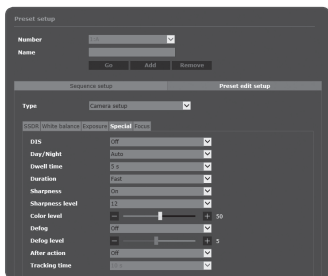 Preset setup
Number
Name
Go Add Remove
Sequence setup Preset edit setup
Type Camera setup
SSDR White balance Exposure Special Focus
DIS Off
Day/Night Auto
Dwell time 5 s
Duration Fast
Sharpness On
Sharpness level 12
Color level 50
Defog Off
Defog level 5
After action Off
Tracking time